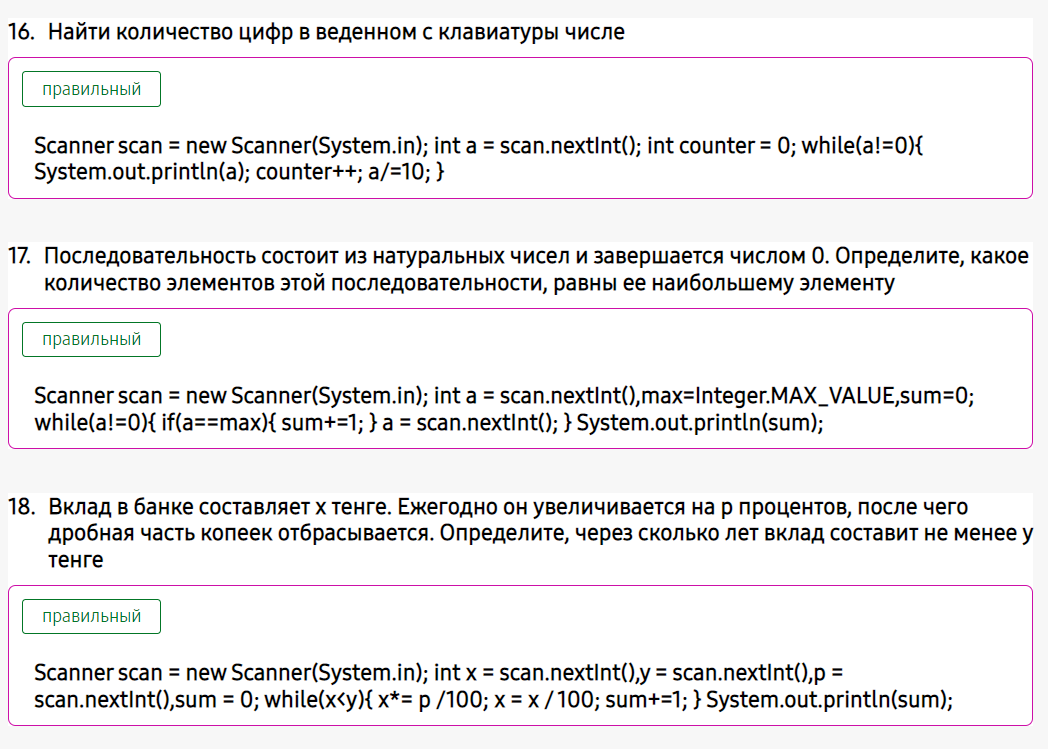 16. Найти количество цифр в веденном с клавиатуры числе
правильный
Scanner scan = new Scanner(System.in); int a = scan.nextInt(); int counter = 0; while(a!=0){
System.out.println(a); counter++; a/=10; }
17. Последовательность состоит из натуральных чисел и завершается числом 0. Определите, какое
количество элементов этой последовательности, равны ее наибольшему элементу
правильный
Scanner scan = new Scanner(System.in); int a = scan.nextInt(),max=Integer.MAX_VALUE,sum=0;
while(a!=0){ if(a==max){ sum+=1; } a = scan.nextInt(); } System.out.println(sum);
18. Вклад в банке составляет x тенге. Ежегодно он увеличивается на p процентов, после чего
дробная часть копеек отбрасывается. Определите, через сколько лет вклад составит не менее y
тенге
правильный
Scanner scan = new Scanner(System.in); int x = scan.nextInt(),y = scan.nextInt(),p =
scan.nextInt(),sum = 0; while(x<y){ x*= p /100; x = x / 100; sum+=1; } System.out.println(sum);